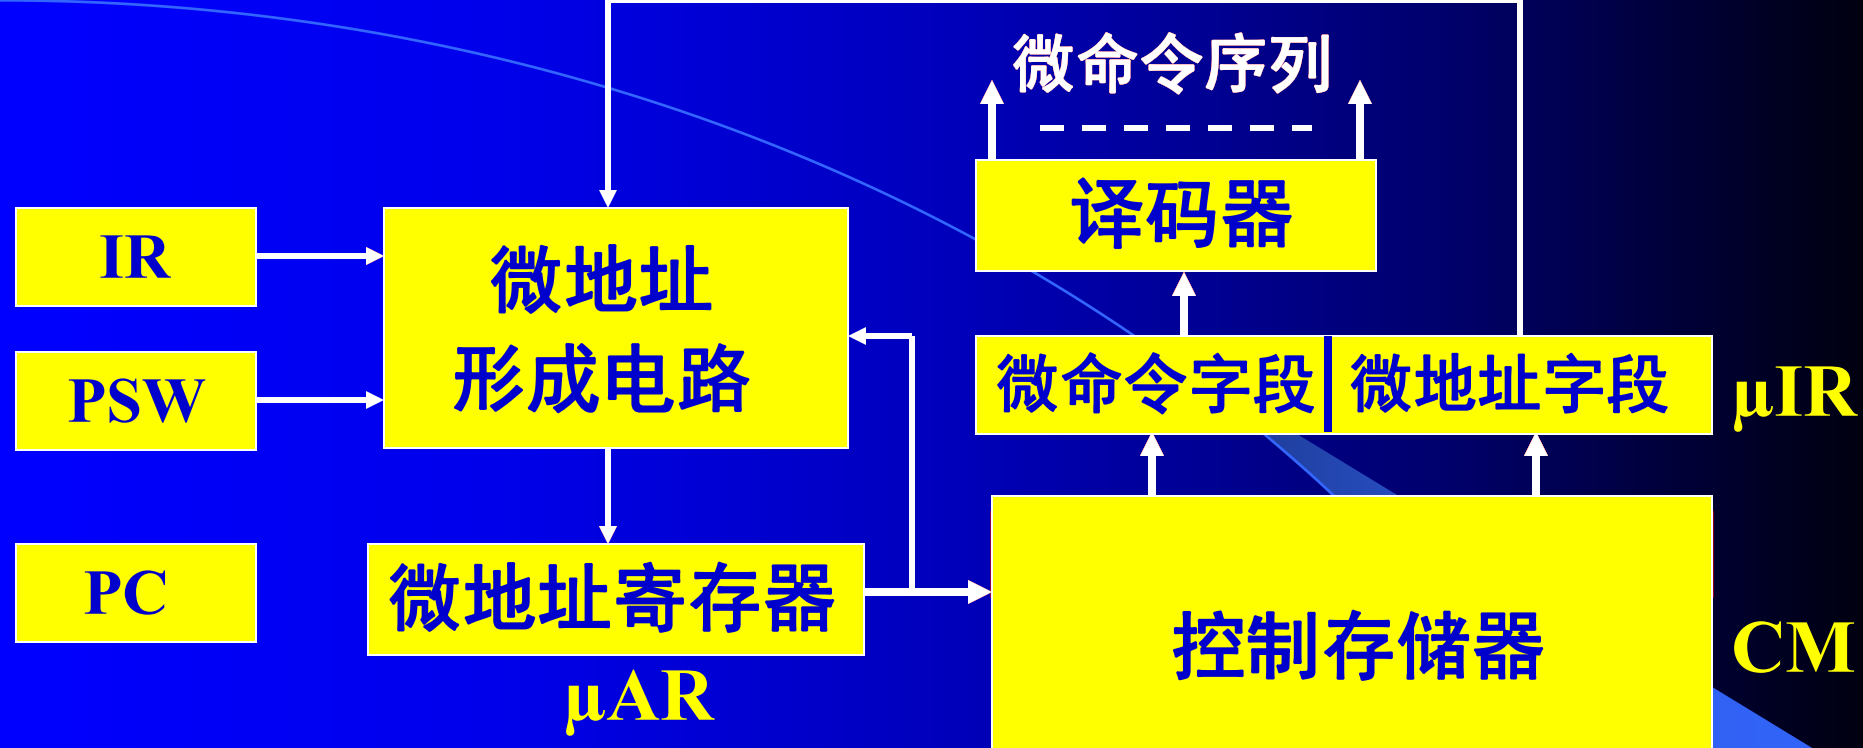 微命令序列
译码器
IR
微地址
形成电路
PSW
微命令字段
微地址字段
μIR
PC
微地址寄存器
μAR
控制存储器
CM